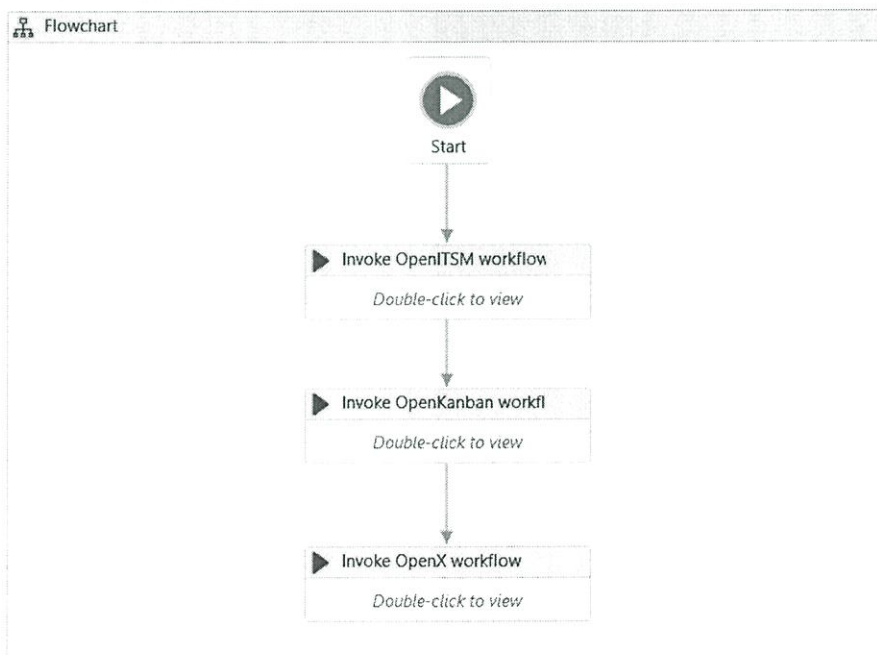 Flowchart
Start
Invoke OpenITSM workflow
Double-click to view
Invoke OpenKanban workfl
Double-click to view
Invoke OpenX workflow
Double-click to view